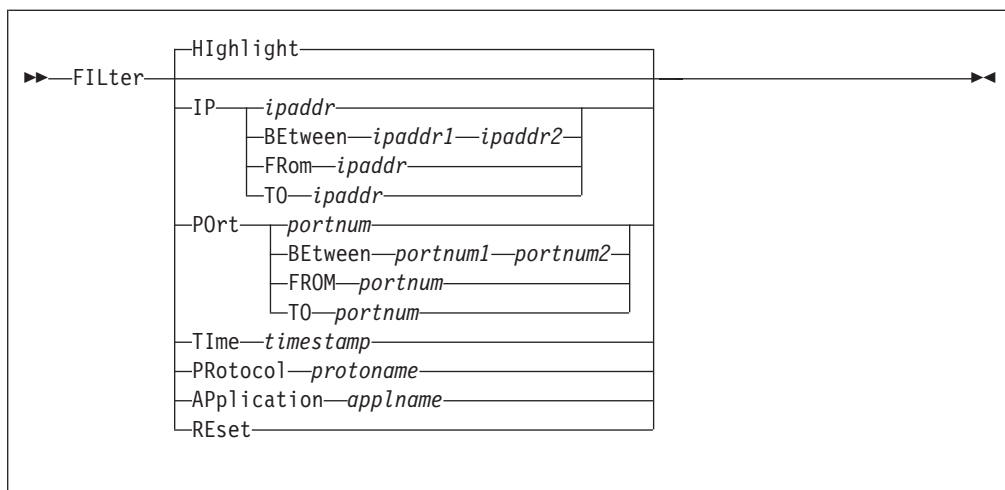 HIghlight
FILter
IP ipaddr
BEtween ipaddr1 ipaddr2
FRom ipaddr
TO ipaddr
POrt portnum
BEtween portnum1 portnum2
FROM portnum
TO portnum
TIme timestamp
PRotocol protoname
APplication applname
REset